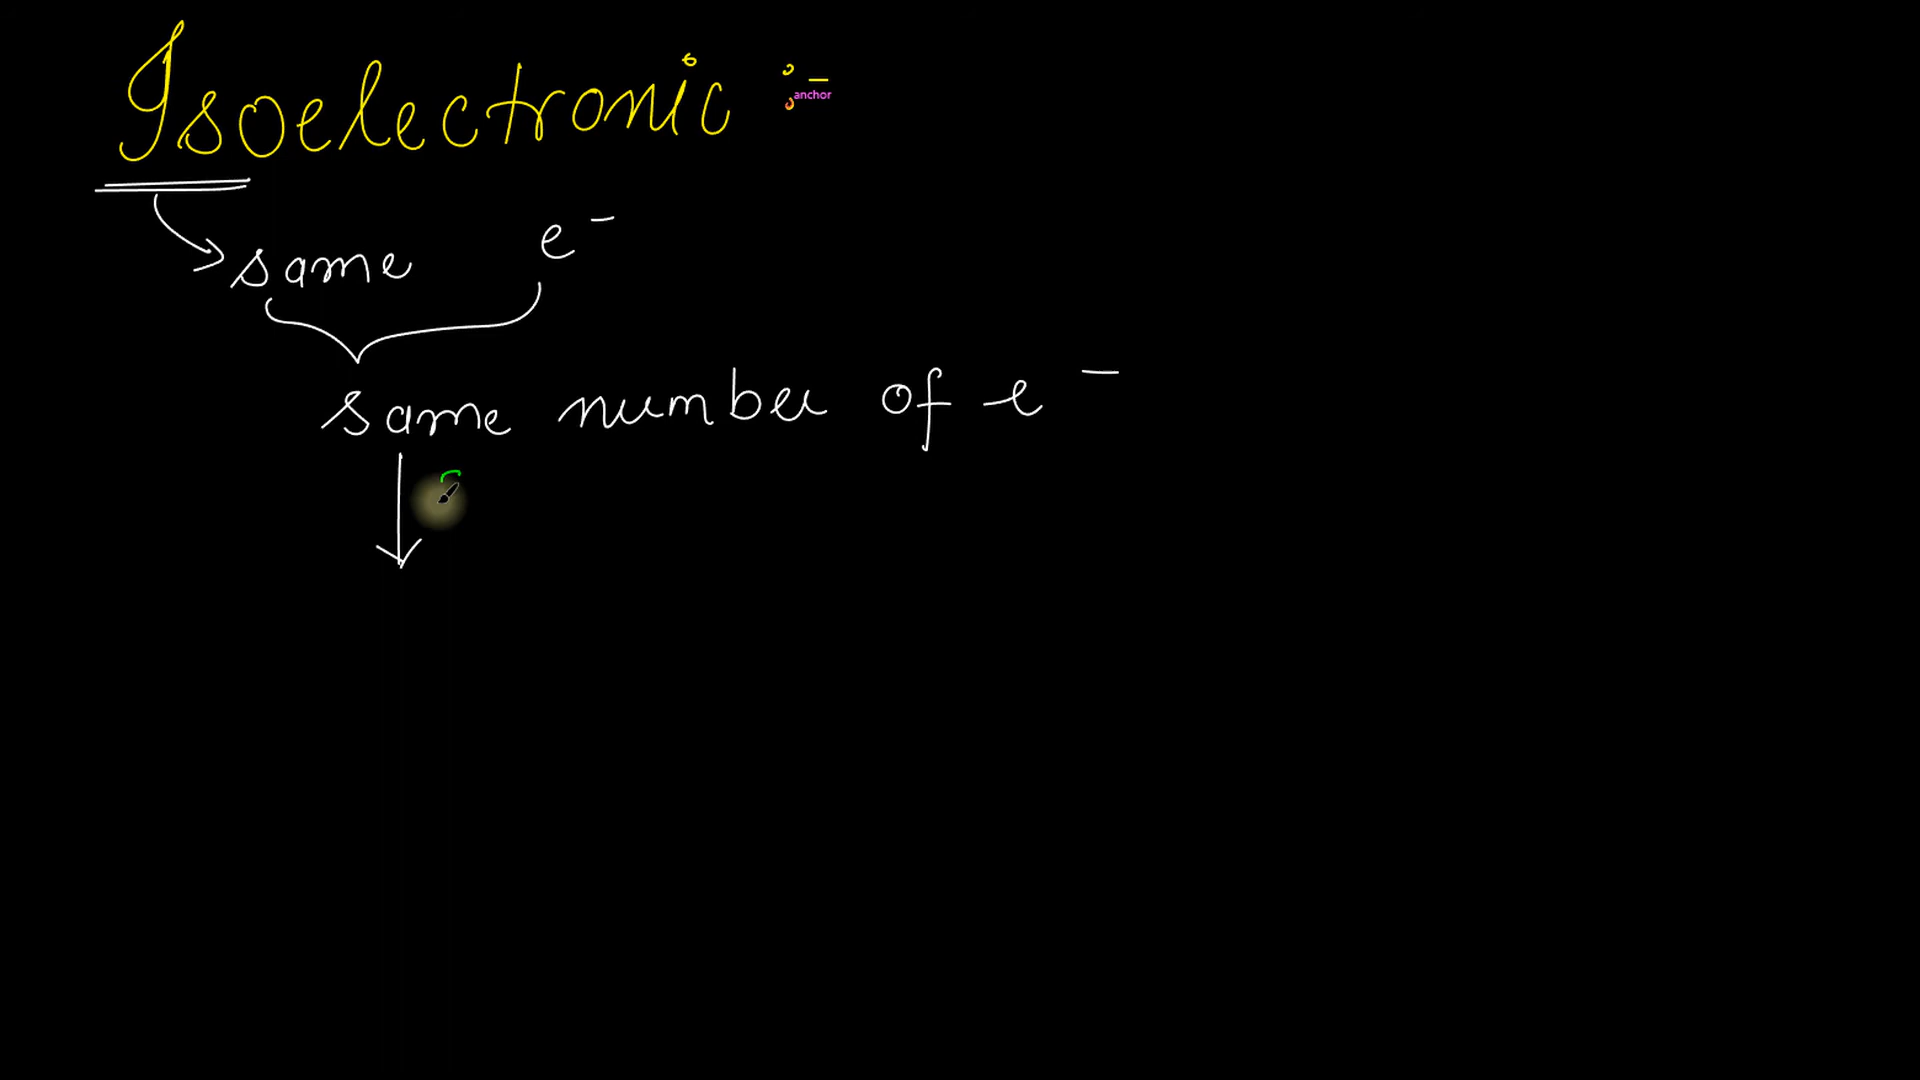 Isoelectronic :-
anchor
same e⁻
same number of e⁻